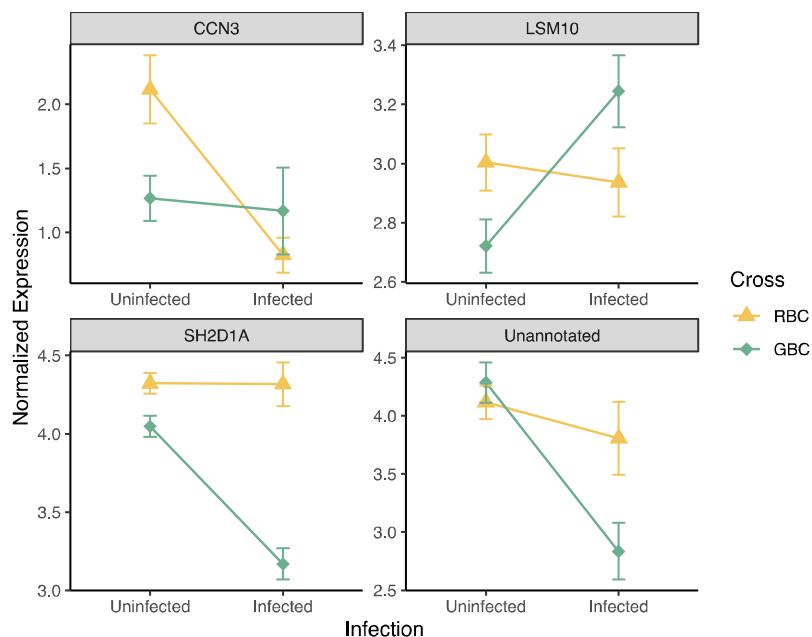 CCN3
LSM10
2.0
1.5
1.0
3.4
3.2
3.0
2.8
2.6
Uninfected
Infected
Uninfected
Infected
SH2D1A
Unannotated
4.5
4.0
3.5
3.0
4.5
4.0
3.5
3.0
2.5
Uninfected
Infected
Uninfected
Infected
Normalized Expression
Infection
Cross
RBC
GBC